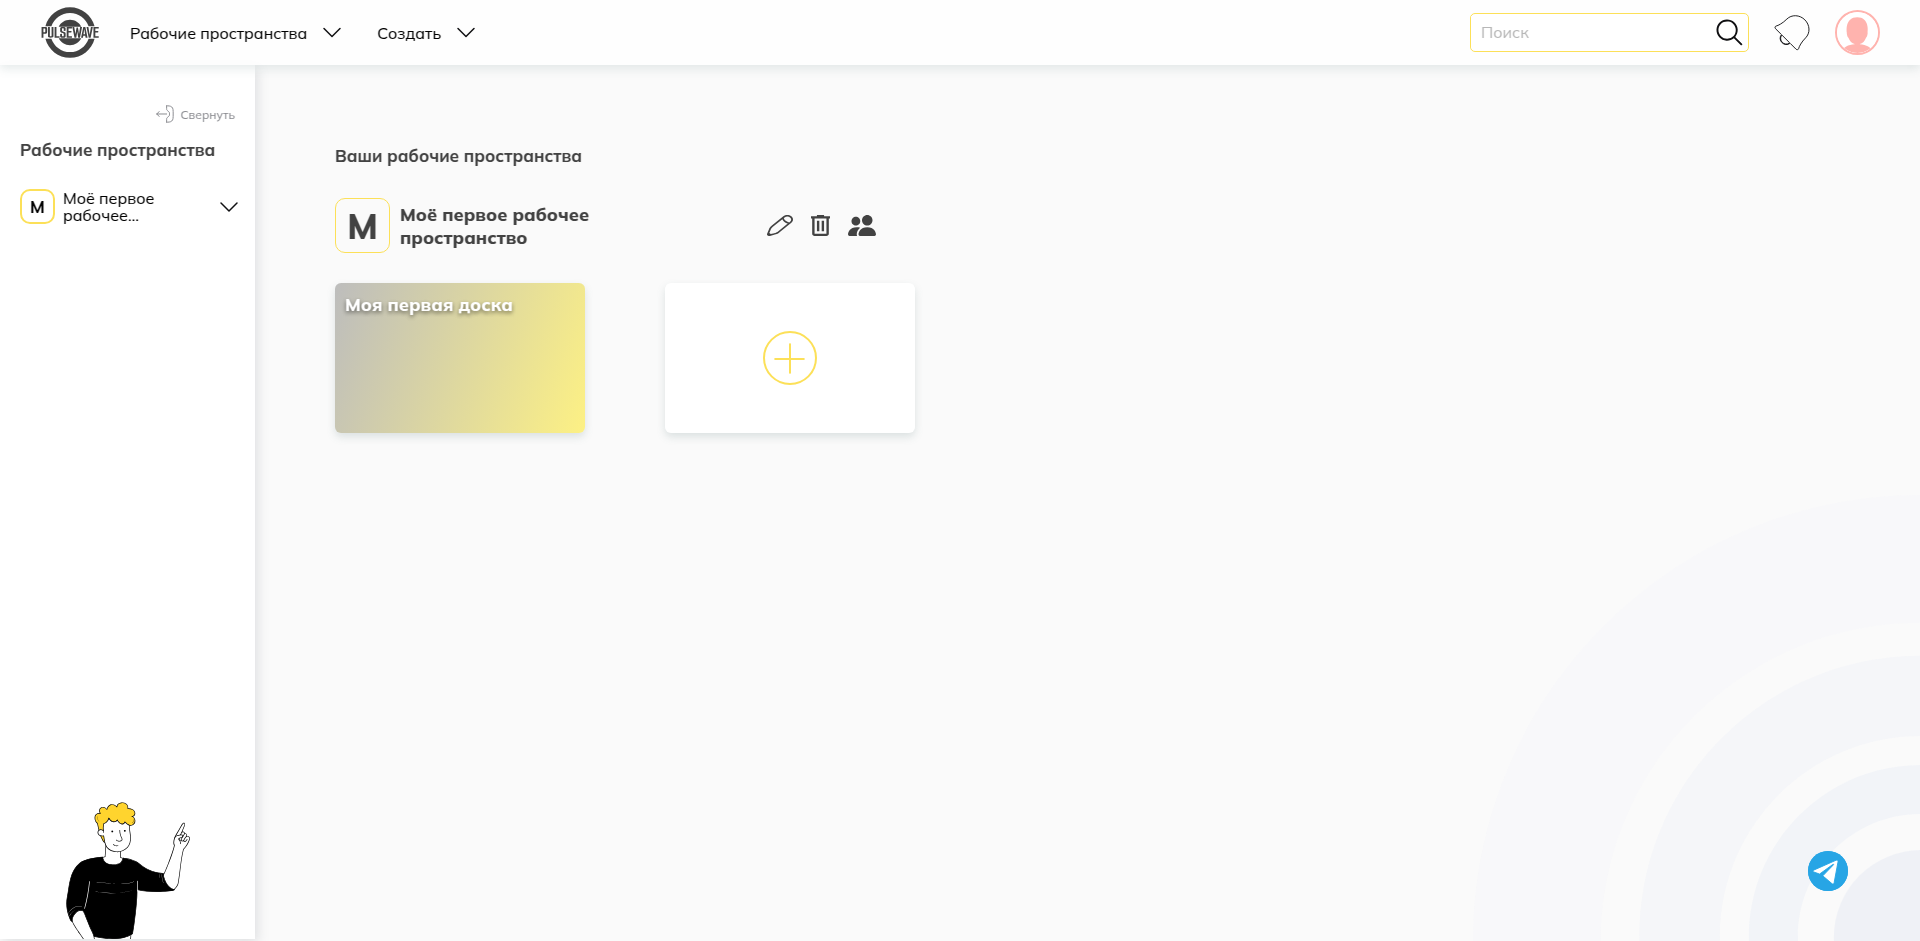 PULSEWAVE
Рабочие пространства
Создать
Поиск
Свернуть
Рабочие пространства
М
Моё первое
рабочее...
Ваши рабочие пространства
М
Моё первое рабочее
пространство
Моя первая доска